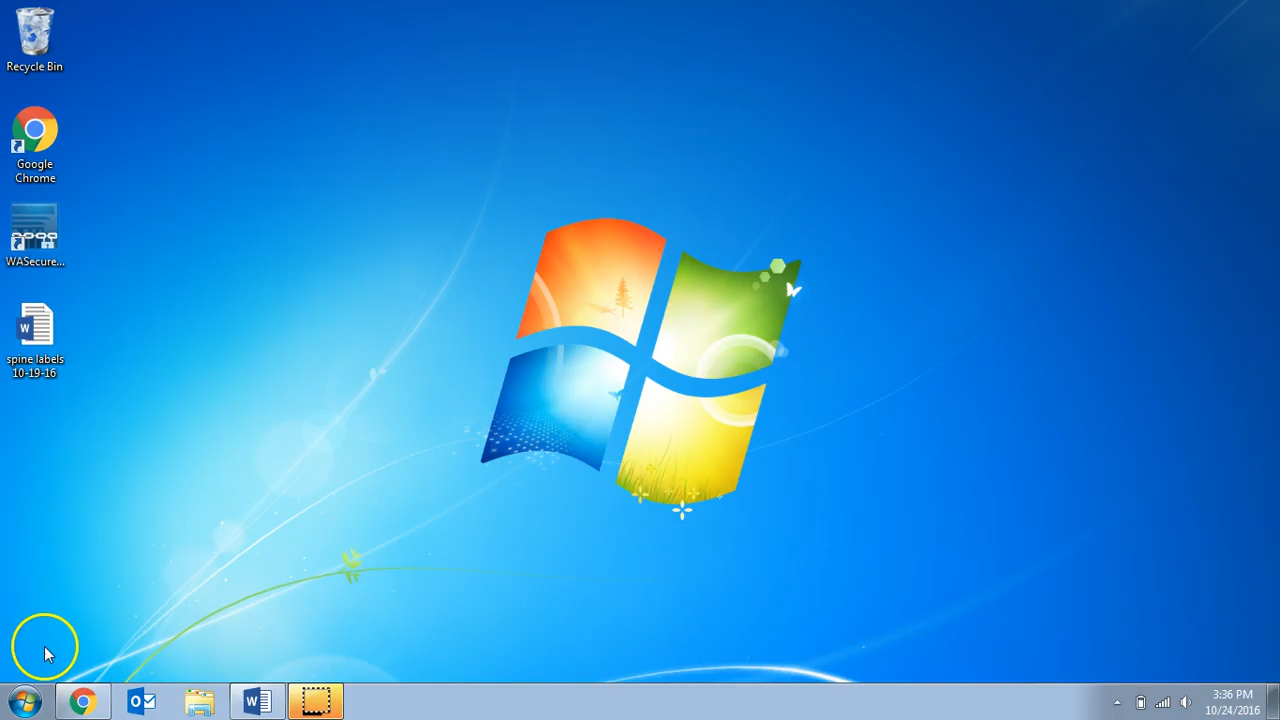 Recycle Bin
Google
Chrome
WASecure...
spine labels
10-19-16
3:36 PM
10/24/2016